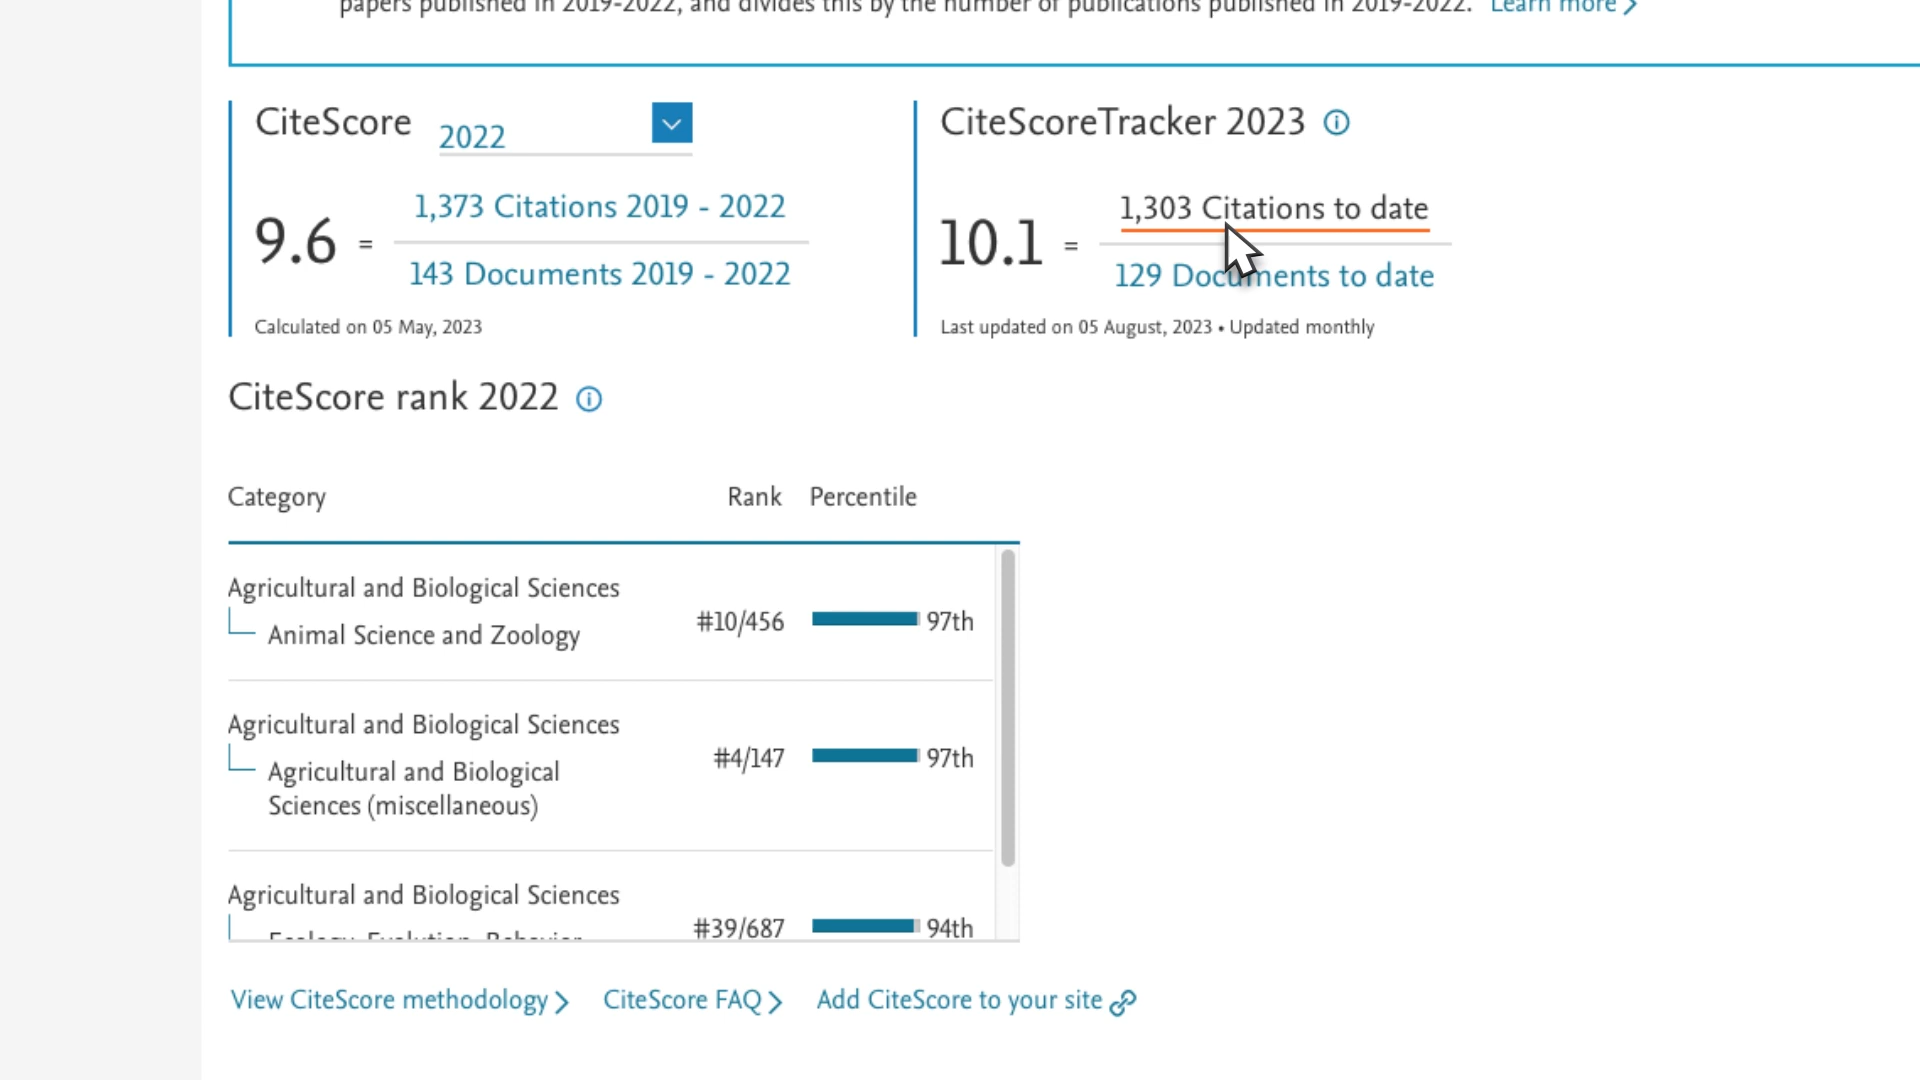 papers published in 2019-2022, and divides this by the number of publications published in 2019-2022. Learn more
CiteScore 2022
9.6 =
1,373 Citations 2019 - 2022
143 Documents 2019 - 2022
Calculated on 05 May, 2023
CiteScoreTracker 2023
10.1 =
1,303 Citations to date
129 Documents to date
Last updated on 05 August, 2023 • Updated monthly
CiteScore rank 2022
Category Rank Percentile
Agricultural and Biological Sciences
Animal Science and Zoology
#10/456 97th
Agricultural and Biological Sciences
Agricultural and Biological
Sciences (miscellaneous)
#4/147 97th
Agricultural and Biological Sciences
Ecology, Evolution, Behavior
#39/687 94th
View CiteScore methodology CiteScore FAQ Add CiteScore to your site